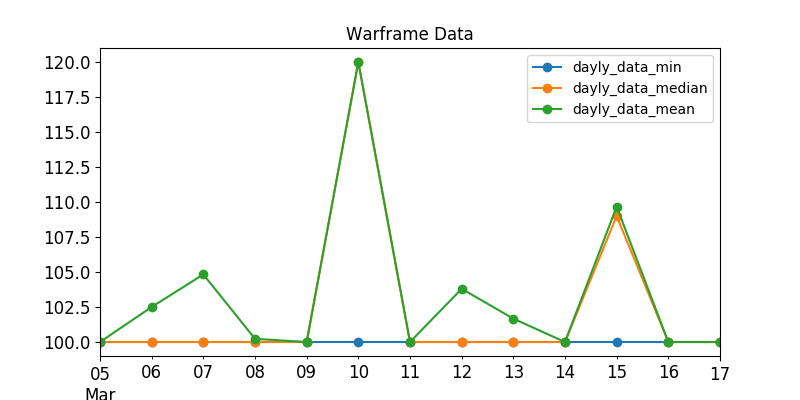 Warframe Data
dayly_data_min
dayly_data_median
dayly_data_mean
120.0
117.5
115.0
112.5
110.0
107.5
105.0
102.5
100.0
05 06 07 08 09 10 11 12 13 14 15 16 17
Mar